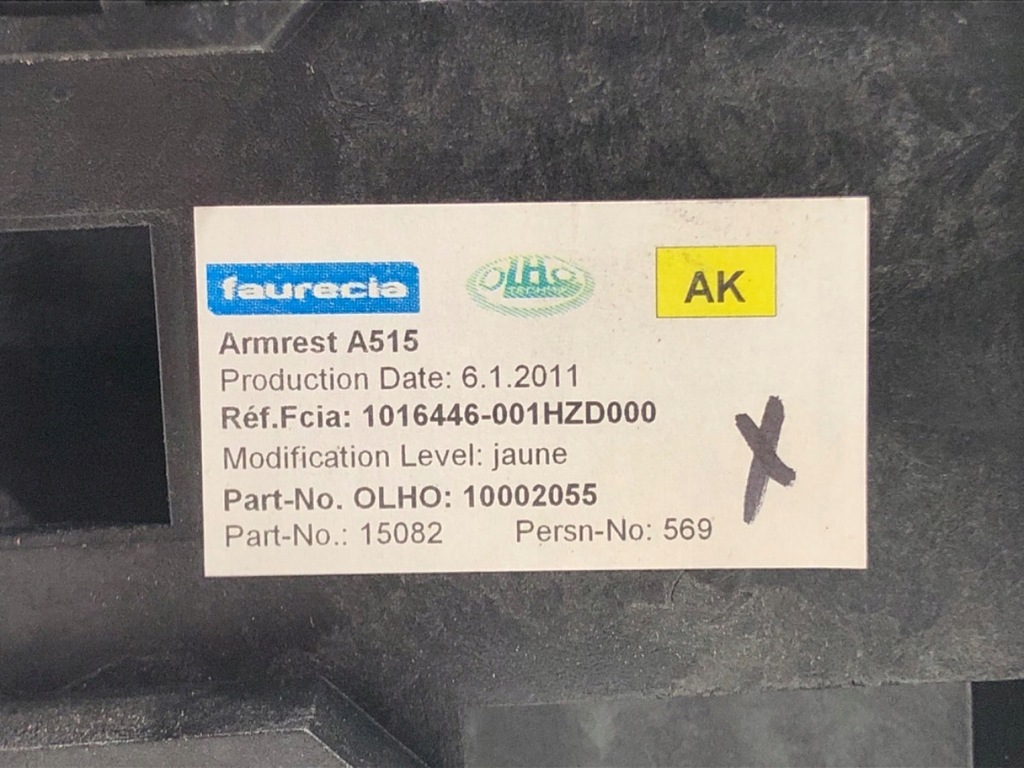 faurecia OLHO TECHNIK AK
Armrest A515
Production Date: 6.1.2011
Réf.Fcia: 1016446-001HZD000
Modification Level: jaune
Part-No. OLHO: 10002055
Part-No.: 15082 Persn-No: 569
X